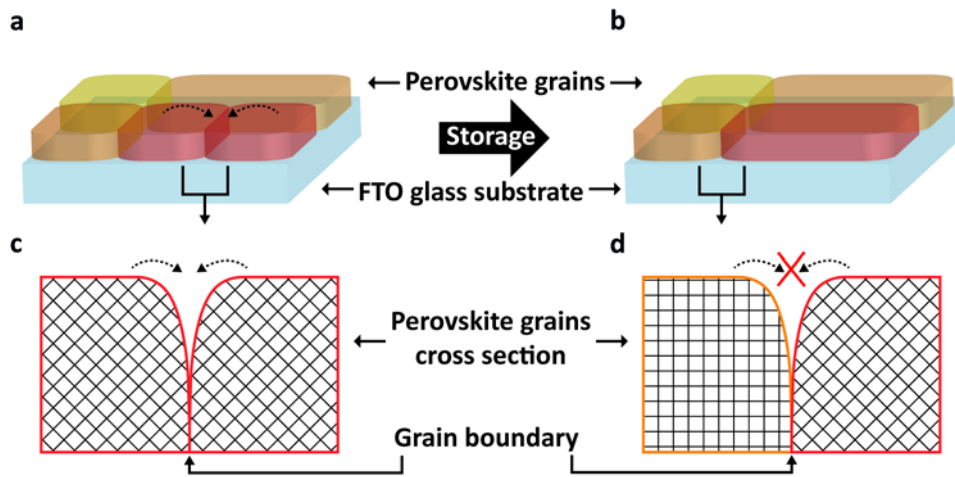 a
b
Perovskite grains
Storage
FTO glass substrate
c
d
Perovskite grains
cross section
Grain boundary